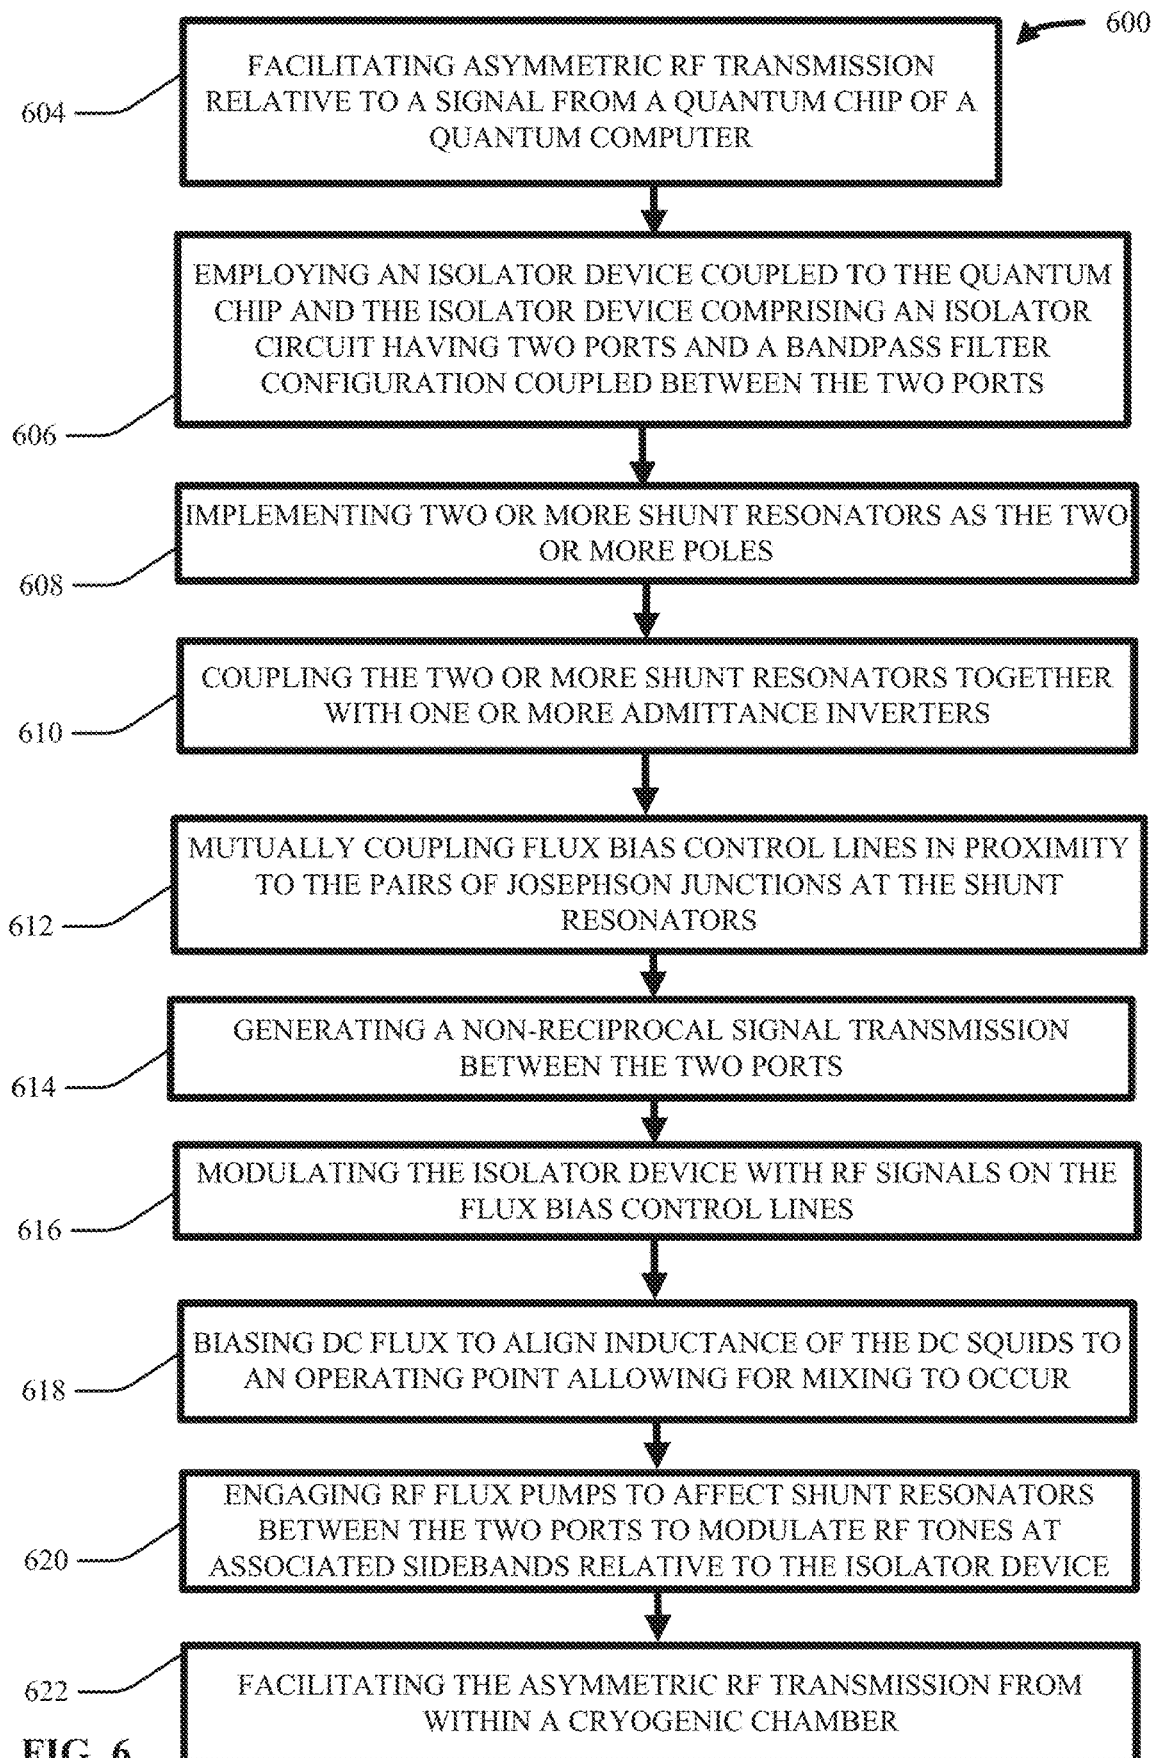 600
604
FACILITATING ASYMMETRIC RF TRANSMISSION
RELATIVE TO A SIGNAL FROM A QUANTUM CHIP OF A
QUANTUM COMPUTER
606
EMPLOYING AN ISOLATOR DEVICE COUPLED TO THE QUANTUM
CHIP AND THE ISOLATOR DEVICE COMPRISING AN ISOLATOR
CIRCUIT HAVING TWO PORTS AND A BANDPASS FILTER
CONFIGURATION COUPLED BETWEEN THE TWO PORTS
608
IMPLEMENTING TWO OR MORE SHUNT RESONATORS AS THE TWO
OR MORE POLES
610
COUPLING THE TWO OR MORE SHUNT RESONATORS TOGETHER
WITH ONE OR MORE ADMITTANCE INVERTERS
612
MUTUALLY COUPLING FLUX BIAS CONTROL LINES IN PROXIMITY
TO THE PAIRS OF JOSEPHSON JUNCTIONS AT THE SHUNT
RESONATORS
614
GENERATING A NON-RECIPROCAL SIGNAL TRANSMISSION
BETWEEN THE TWO PORTS
616
MODULATING THE ISOLATOR DEVICE WITH RF SIGNALS ON THE
FLUX BIAS CONTROL LINES
618
BIASING DC FLUX TO ALIGN INDUCTANCE OF THE DC SQUIDS TO
AN OPERATING POINT ALLOWING FOR MIXING TO OCCUR
620
ENGAGING RF FLUX PUMPS TO AFFECT SHUNT RESONATORS
BETWEEN THE TWO PORTS TO MODULATE RF TONES AT
ASSOCIATED SIDEBANDS RELATIVE TO THE ISOLATOR DEVICE
622
FACILITATING THE ASYMMETRIC RF TRANSMISSION FROM
WITHIN A CRYOGENIC CHAMBER
FIG. 6